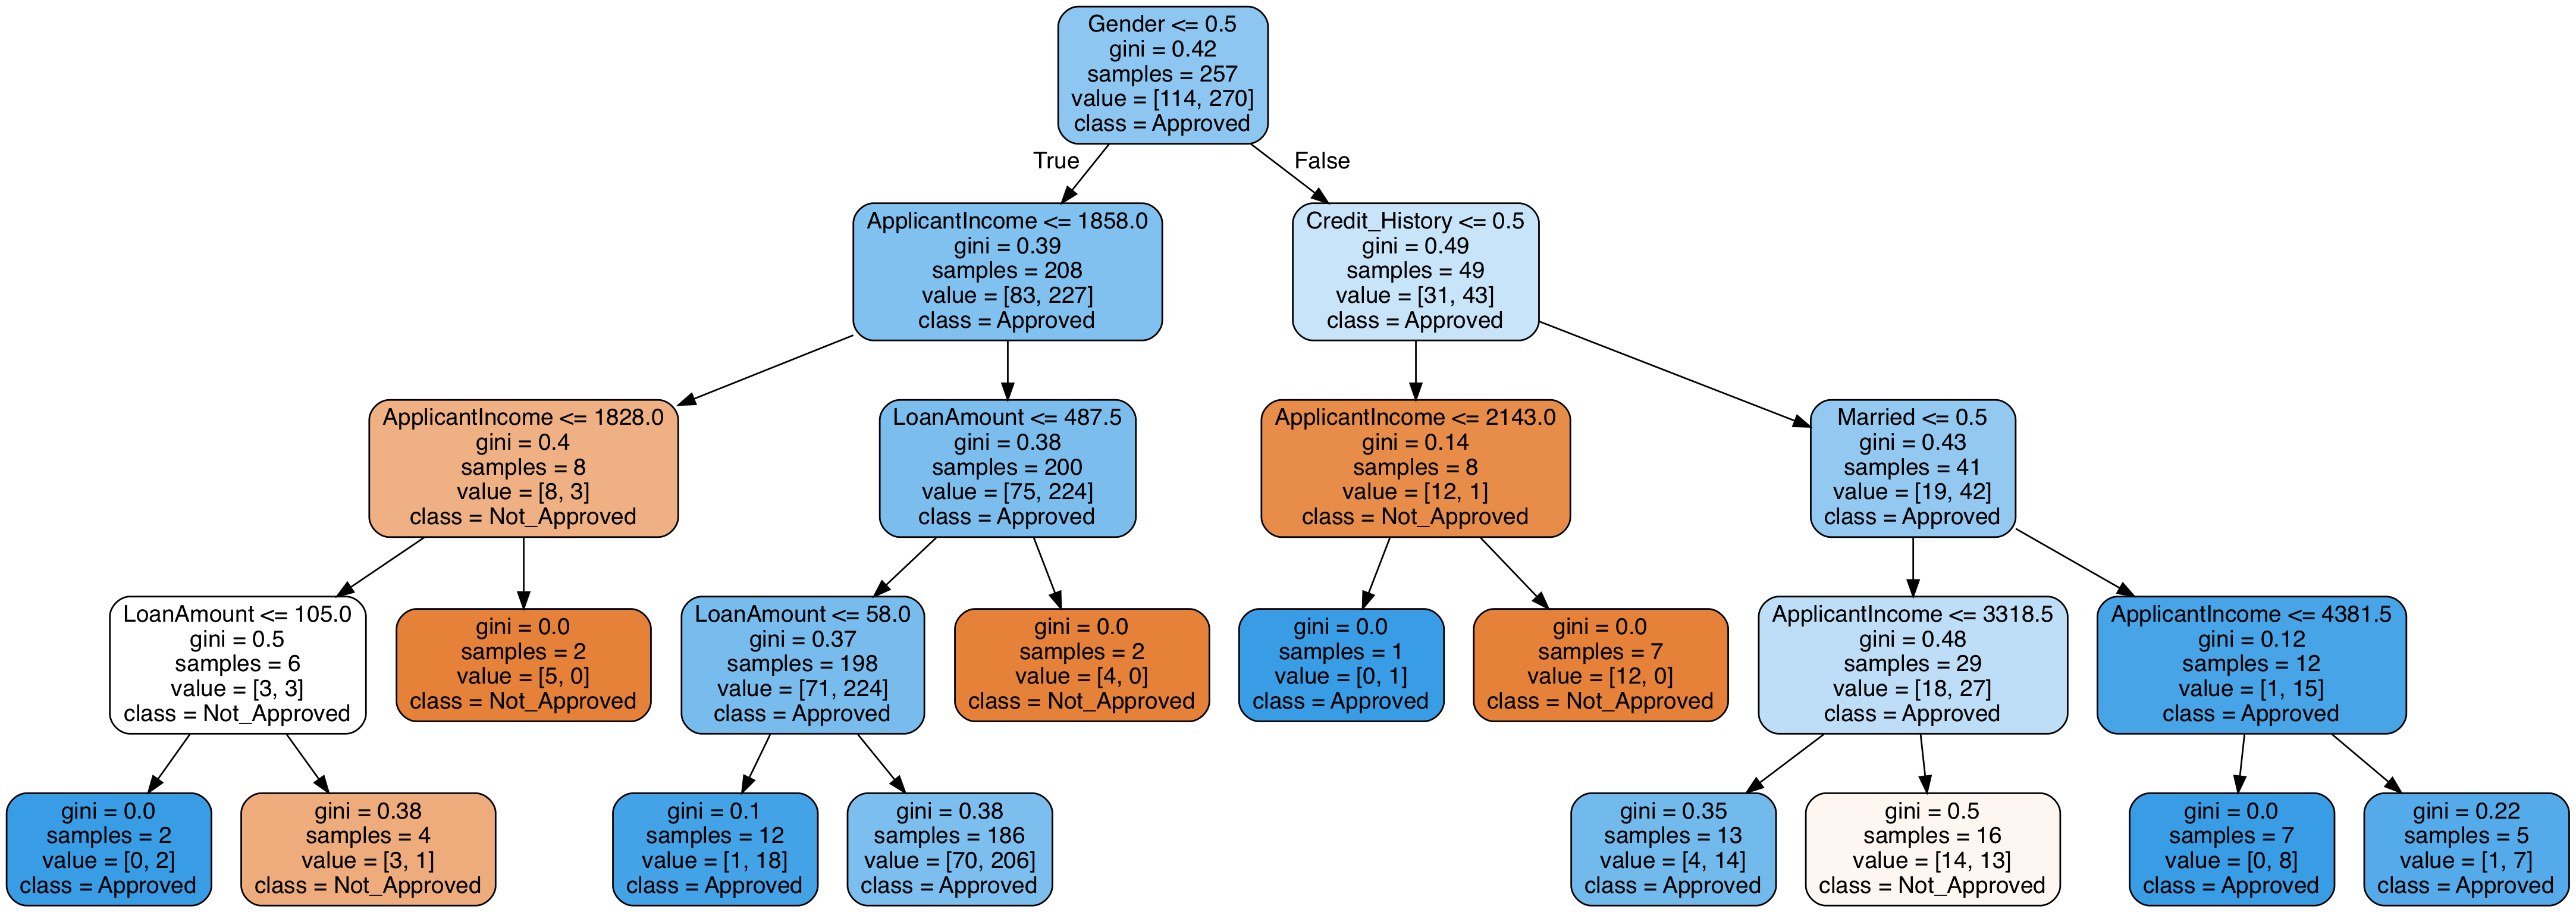 Gender <= 0.5
gini = 0.42
samples = 257
value = [114, 270]
class = Approved
True
False
ApplicantIncome <= 1858.0
gini = 0.39
samples = 208
value = [83, 227]
class = Approved
Credit_History <= 0.5
gini = 0.49
samples = 49
value = [31, 43]
class = Approved
ApplicantIncome <= 1828.0
gini = 0.4
samples = 8
value = [8, 3]
class = Not_Approved
LoanAmount <= 487.5
gini = 0.38
samples = 200
value = [75, 224]
class = Approved
ApplicantIncome <= 2143.0
gini = 0.14
samples = 8
value = [12, 1]
class = Not_Approved
Married <= 0.5
gini = 0.43
samples = 41
value = [19, 42]
class = Approved
LoanAmount <= 105.0
gini = 0.5
samples = 6
value = [3, 3]
class = Not_Approved
gini = 0.0
samples = 2
value = [5, 0]
class = Not_Approved
LoanAmount <= 58.0
gini = 0.37
samples = 198
value = [71, 224]
class = Approved
gini = 0.0
samples = 2
value = [4, 0]
class = Not_Approved
gini = 0.0
samples = 1
value = [0, 1]
class = Approved
gini = 0.0
samples = 7
value = [12, 0]
class = Not_Approved
ApplicantIncome <= 3318.5
gini = 0.48
samples = 29
value = [18, 27]
class = Approved
ApplicantIncome <= 4381.5
gini = 0.12
samples = 12
value = [1, 15]
class = Approved
gini = 0.0
samples = 2
value = [0, 2]
class = Approved
gini = 0.38
samples = 4
value = [3, 1]
class = Not_Approved
gini = 0.1
samples = 12
value = [1, 18]
class = Approved
gini = 0.38
samples = 186
value = [70, 206]
class = Approved
gini = 0.35
samples = 13
value = [4, 14]
class = Approved
gini = 0.5
samples = 16
value = [14, 13]
class = Not_Approved
gini = 0.0
samples = 7
value = [0, 8]
class = Approved
gini = 0.22
samples = 5
value = [1, 7]
class = Approved